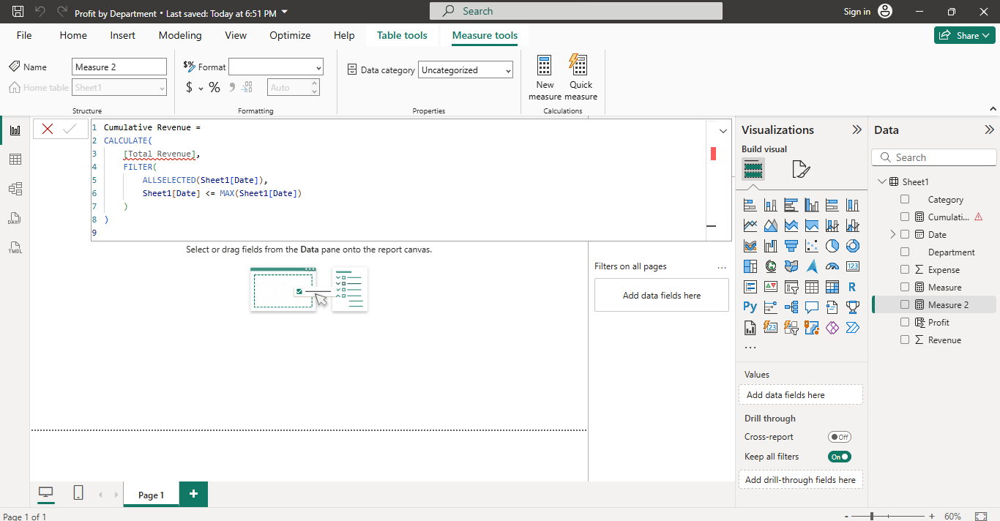 Profit by Department • Last saved: Today at 6:51 PM
Search
Sign in
File
Home
Insert
Modeling
View
Optimize
Help
Table tools
Measure tools
Share
Name
Measure 2
Home table
Sheet1
Structure
$% Format
$ % 
Auto
Formatting
Data category
Uncategorized
Properties
New measure
Quick measure
Calculations
1 Cumulative Revenue =
2 CALCULATE(
3 [Total Revenue],
4 FILTER(
5 ALLSELECTED(Sheet1[Date]),
6 Sheet1[Date] <= MAX(Sheet1[Date])
7 )
8 )
9
DAX
TMDL
Select or drag fields from the Data pane onto the report canvas.
Filters on all pages
...
Add data fields here
Visualizations
Build visual
123
R
Py
123
...
Values
Add data fields here
Drill through
Cross-report
Off
Keep all filters
On
Add drill-through fields here
Data
Search
Sheet1
Category
Cumulati...
Date
Department
Expense
Measure
Measure 2
Profit
Revenue
Page 1
+
Page 1 of 1
- + 60%